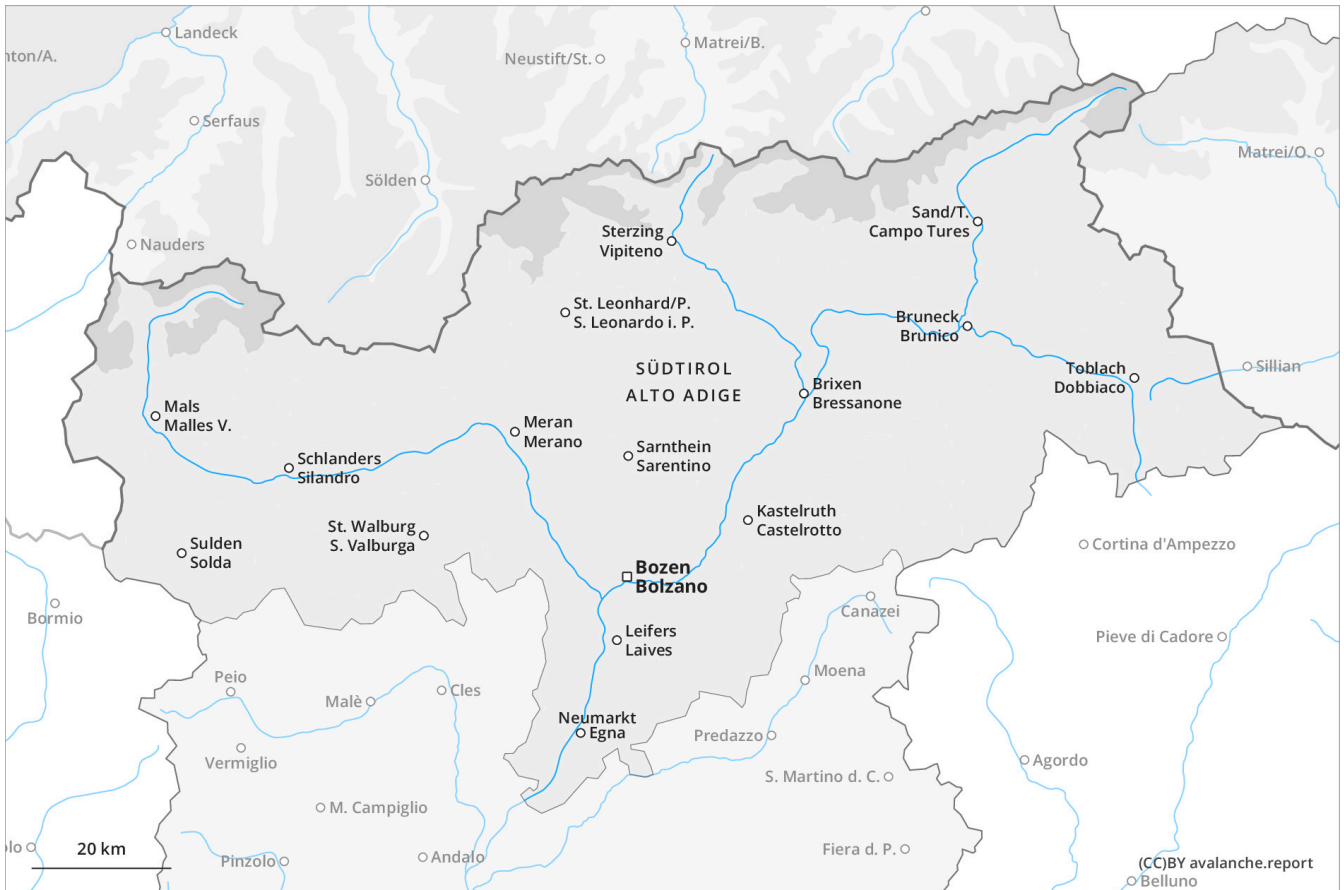 Landeck
nton/A.
Neustift/St.
Matrei/B.
Serfaus
Sölden
Matrei/O.
Nauders
Sand/T.
Campo Tures
Sterzing
Vipiteno
St. Leonhard/P.
S. Leonardo i. P.
Bruneck
Brunico
SÜDTIROL
ALTO ADIGE
Toblach
Dobbiaco
Sillian
Brixen
Bressanone
Mals
Malles V.
Meran
Merano
Sarnthein
Sarentino
Schlanders
Silandro
Kastelruth
Castelrotto
St. Walburg
S. Valburga
Sulden
Solda
Cortina d'Ampezzo
Bozen
Bolzano
Bormio
Canazei
Leifers
Laives
Pieve di Cadore
Peio
Moena
Malè
Cles
Neumarkt
Egna
Predazzo
Vermiglio
Agordo
S. Martino d. C.
M. Campiglio
lo
20 km
Pinzolo
Andalo
Fiera d. P.
(CC)BY avalanche.report
Belluno